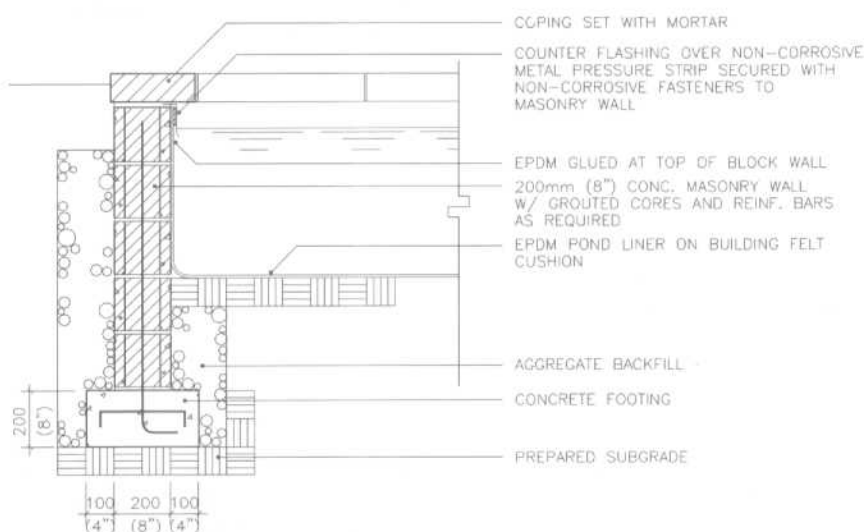 COPING SET WITH MORTAR
COUNTER FLASHING OVER NON-CORROSIVE
METAL PRESSURE STRIP SECURED WITH
NON-CORROSIVE FASTENERS TO
MASONRY WALL
EPDM GLUED AT TOP OF BLOCK WALL
200mm (8") CONC. MASONRY WALL
W/ GROUTED CORES AND REINF. BARS
AS REQUIRED
EPDM POND LINER ON BUILDING FELT
CUSHION
AGGREGATE BACKFILL
CONCRETE FOOTING
PREPARED SUBGRADE
200
(8")
100 200 100
(4") (8") (4")